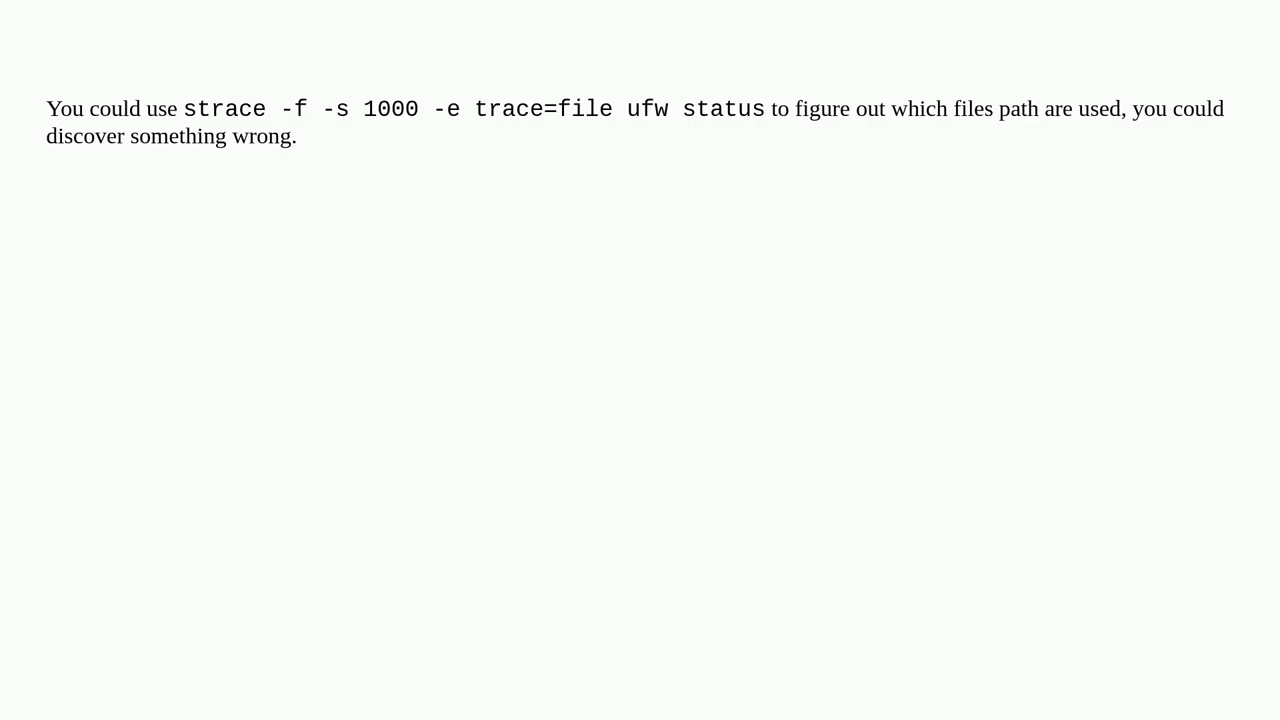 You could use strace -f -s 1000 -e trace=file ufw status to figure out which files path are used, you could
discover something wrong.